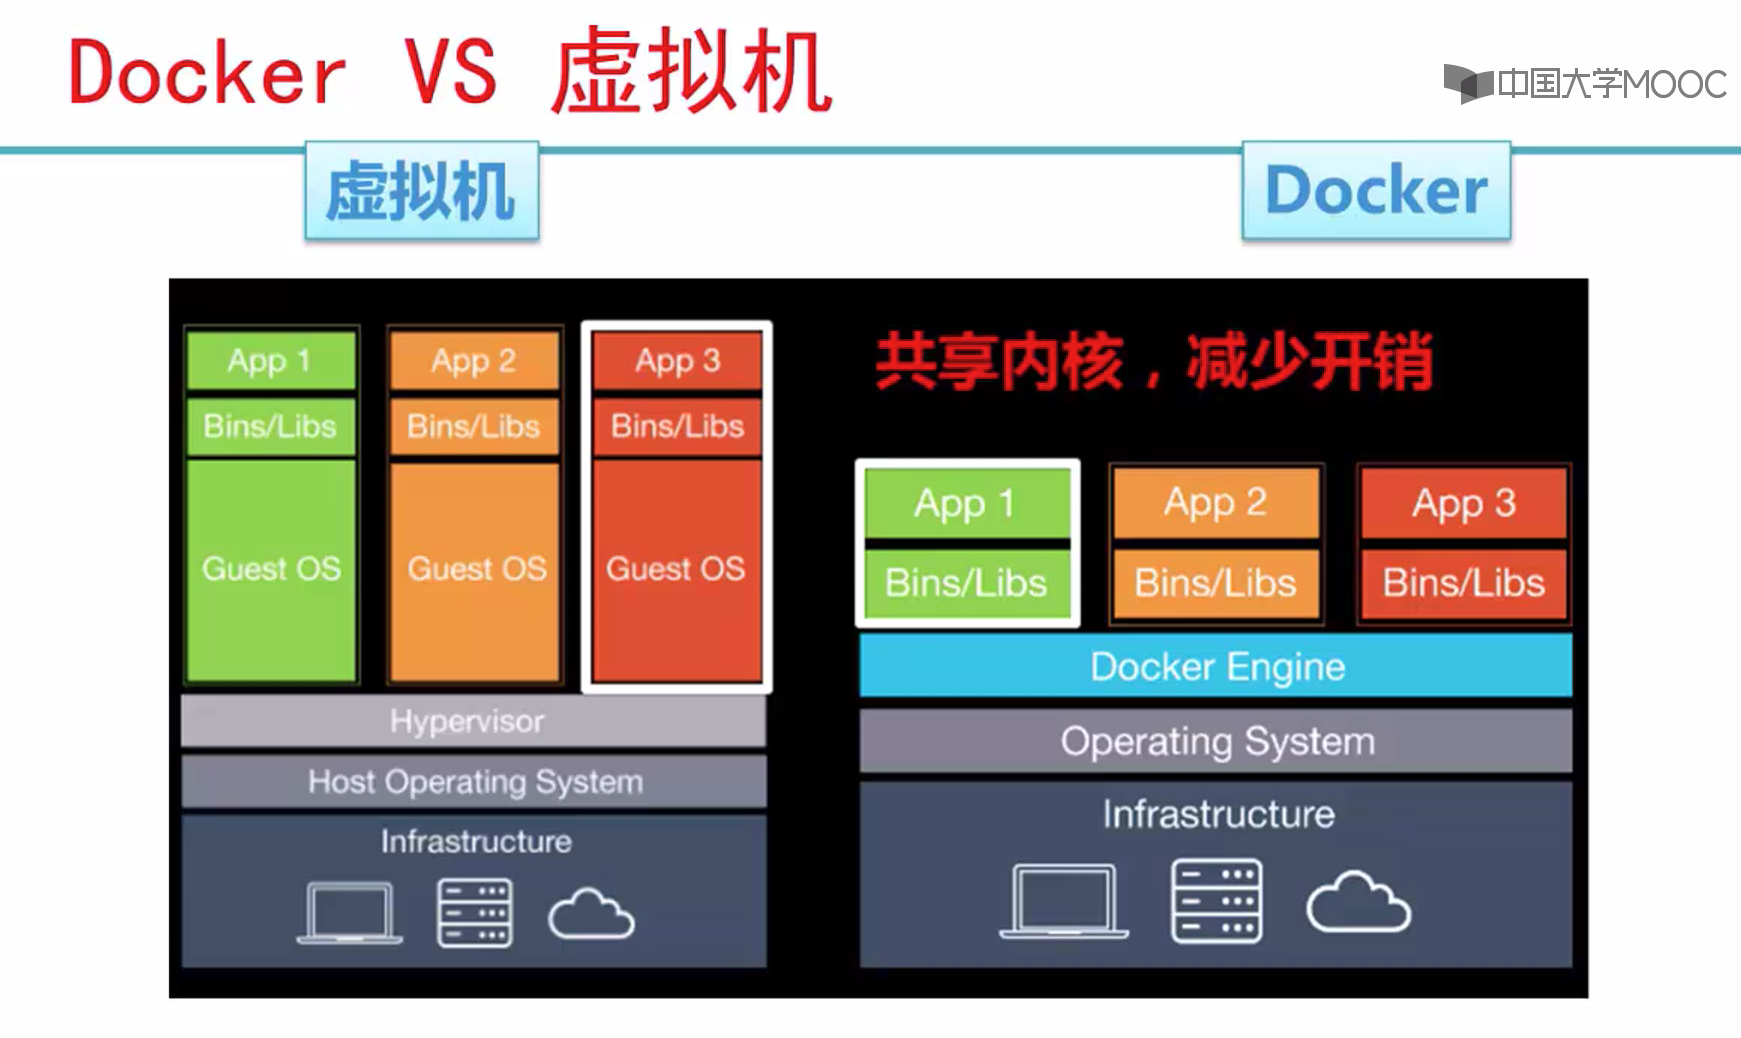 Docker VS 虚拟机
中国大学MOOC
虚拟机
Docker
App 1
Bins/Libs
Guest OS
App 2
Bins/Libs
Guest OS
App 3
Bins/Libs
Guest OS
Hypervisor
Host Operating System
Infrastructure
共享内核，减少开销
App 1
Bins/Libs
App 2
Bins/Libs
App 3
Bins/Libs
Docker Engine
Operating System
Infrastructure